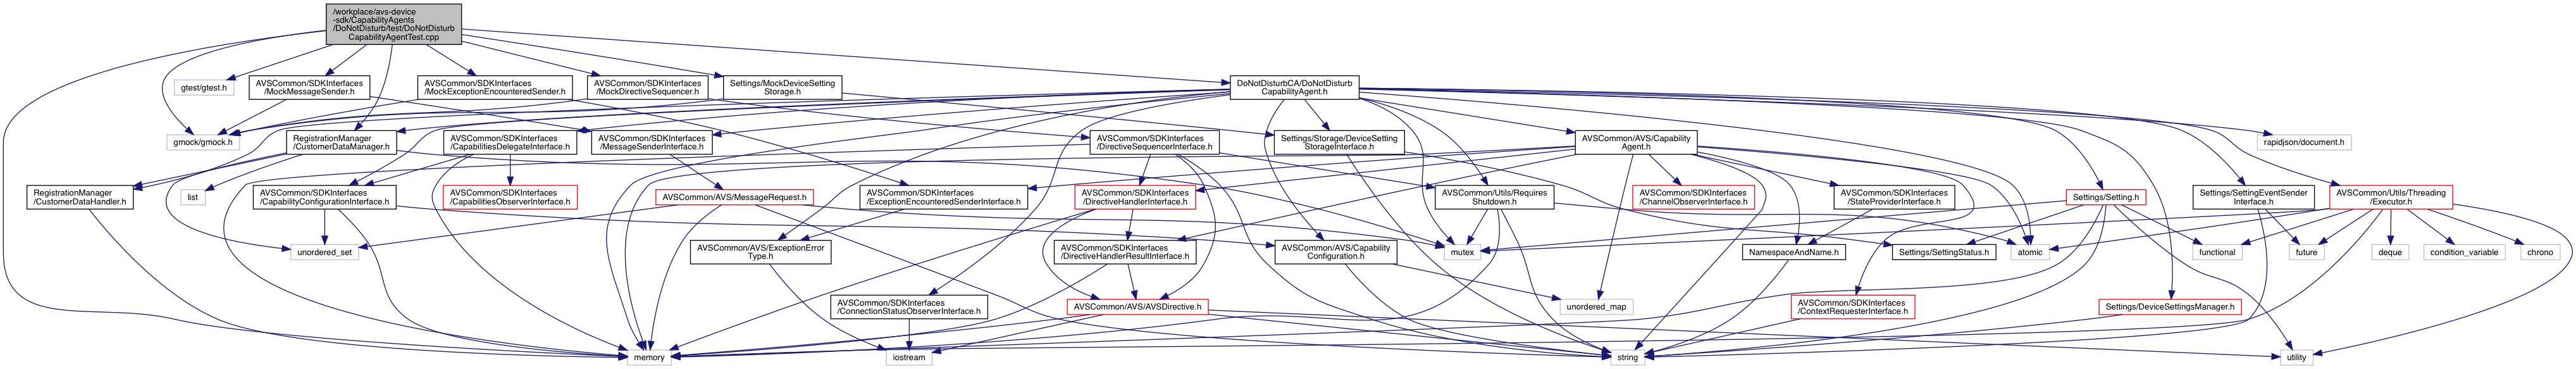 /workplace/avs-device
-sdk/CapabilityAgents
/DoNotDisturb/test/DoNotDisturb
CapabilityAgentTest.cpp
gtest/gtest.h
AVSCommon/SDKInterfaces
/MockMessageSender.h
AVSCommon/SDKInterfaces
/MockExceptionEncounteredSender.h
AVSCommon/SDKInterfaces
/MockDirectiveSequencer.h
Settings/MockDeviceSetting
Storage.h
DoNotDisturbCA/DoNotDisturb
CapabilityAgent.h
gmock/gmock.h
RegistrationManager
/CustomerDataManager.h
AVSCommon/SDKInterfaces
/CapabilitiesDelegateInterface.h
AVSCommon/SDKInterfaces
/MessageSenderInterface.h
AVSCommon/SDKInterfaces
/DirectiveSequencerInterface.h
Settings/Storage/DeviceSetting
StorageInterface.h
AVSCommon/AVS/Capability
Agent.h
rapidjson/document.h
RegistrationManager
/CustomerDataHandler.h
list
AVSCommon/SDKInterfaces
/CapabilityConfigurationInterface.h
AVSCommon/SDKInterfaces
/CapabilitiesObserverInterface.h
AVSCommon/AVS/MessageRequest.h
AVSCommon/SDKInterfaces
/ExceptionEncounteredSenderInterface.h
AVSCommon/SDKInterfaces
/DirectiveHandlerInterface.h
AVSCommon/Utils/Requires
Shutdown.h
AVSCommon/SDKInterfaces
/ChannelObserverInterface.h
AVSCommon/SDKInterfaces
/StateProviderInterface.h
Settings/Setting.h
Settings/SettingEventSender
Interface.h
AVSCommon/Utils/Threading
/Executor.h
unordered_set
AVSCommon/AVS/ExceptionError
Type.h
AVSCommon/SDKInterfaces
/DirectiveHandlerResultInterface.h
AVSCommon/AVS/Capability
Configuration.h
mutex
NamespaceAndName.h
Settings/SettingStatus.h
atomic
functional
future
deque
condition_variable
chrono
AVSCommon/SDKInterfaces
/ConnectionStatusObserverInterface.h
AVSCommon/AVS/AVSDirective.h
unordered_map
AVSCommon/SDKInterfaces
/ContextRequesterInterface.h
Settings/DeviceSettingsManager.h
memory
iostream
string
utility